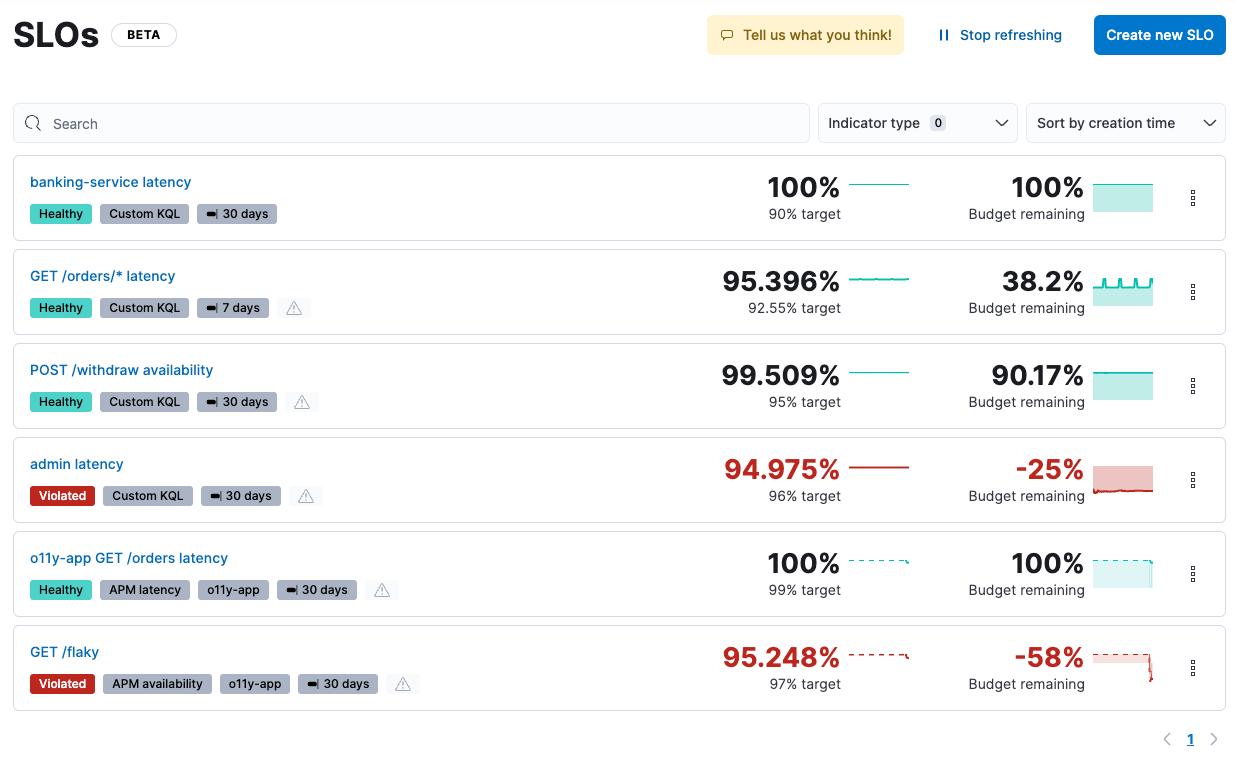 SLOs BETA Tell us what you think! Stop refreshing Create new SLO
Search Indicator type 0 Sort by creation time
banking-service latency
100% 100%
Healthy Custom KQL 30 days 90% target Budget remaining
GET /orders/* latency
95.396% 38.2%
Healthy Custom KQL 7 days 92.55% target Budget remaining
POST /withdraw availability
99.509% 90.17%
Healthy Custom KQL 30 days 95% target Budget remaining
admin latency
94.975% -25%
Violated Custom KQL 30 days 96% target Budget remaining
o11y-app GET /orders latency
100% 100%
Healthy APM latency o11y-app 30 days 99% target Budget remaining
GET /flaky
95.248% -58%
Violated APM availability o11y-app 30 days 97% target Budget remaining
1